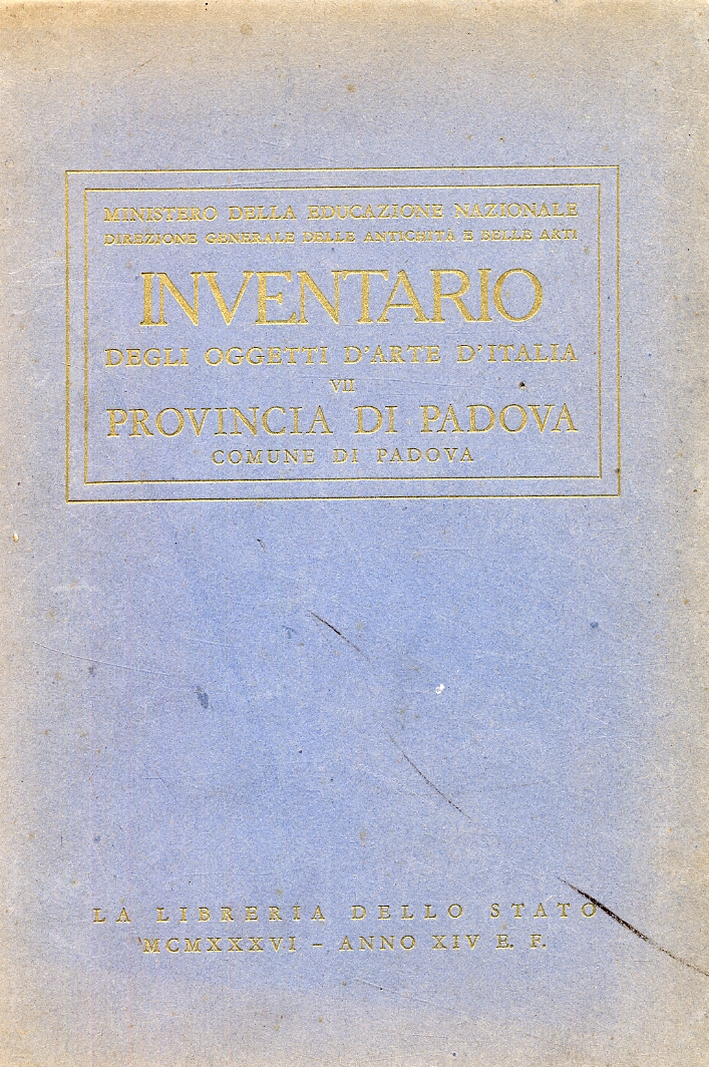 MINISTERO DELLA EDUCAZIONE NAZIONALE
DIREZIONE GENERALE DELLE ANTICHITÀ E BELLE ARTI
INVENTARIO
DEGLI OGGETTI D'ARTE D'ITALIA
VII
PROVINCIA DI PADOVA
COMUNE DI PADOVA
LA LIBRERIA DELLO STATO
MCMXXXVI – ANNO XIV E. F.